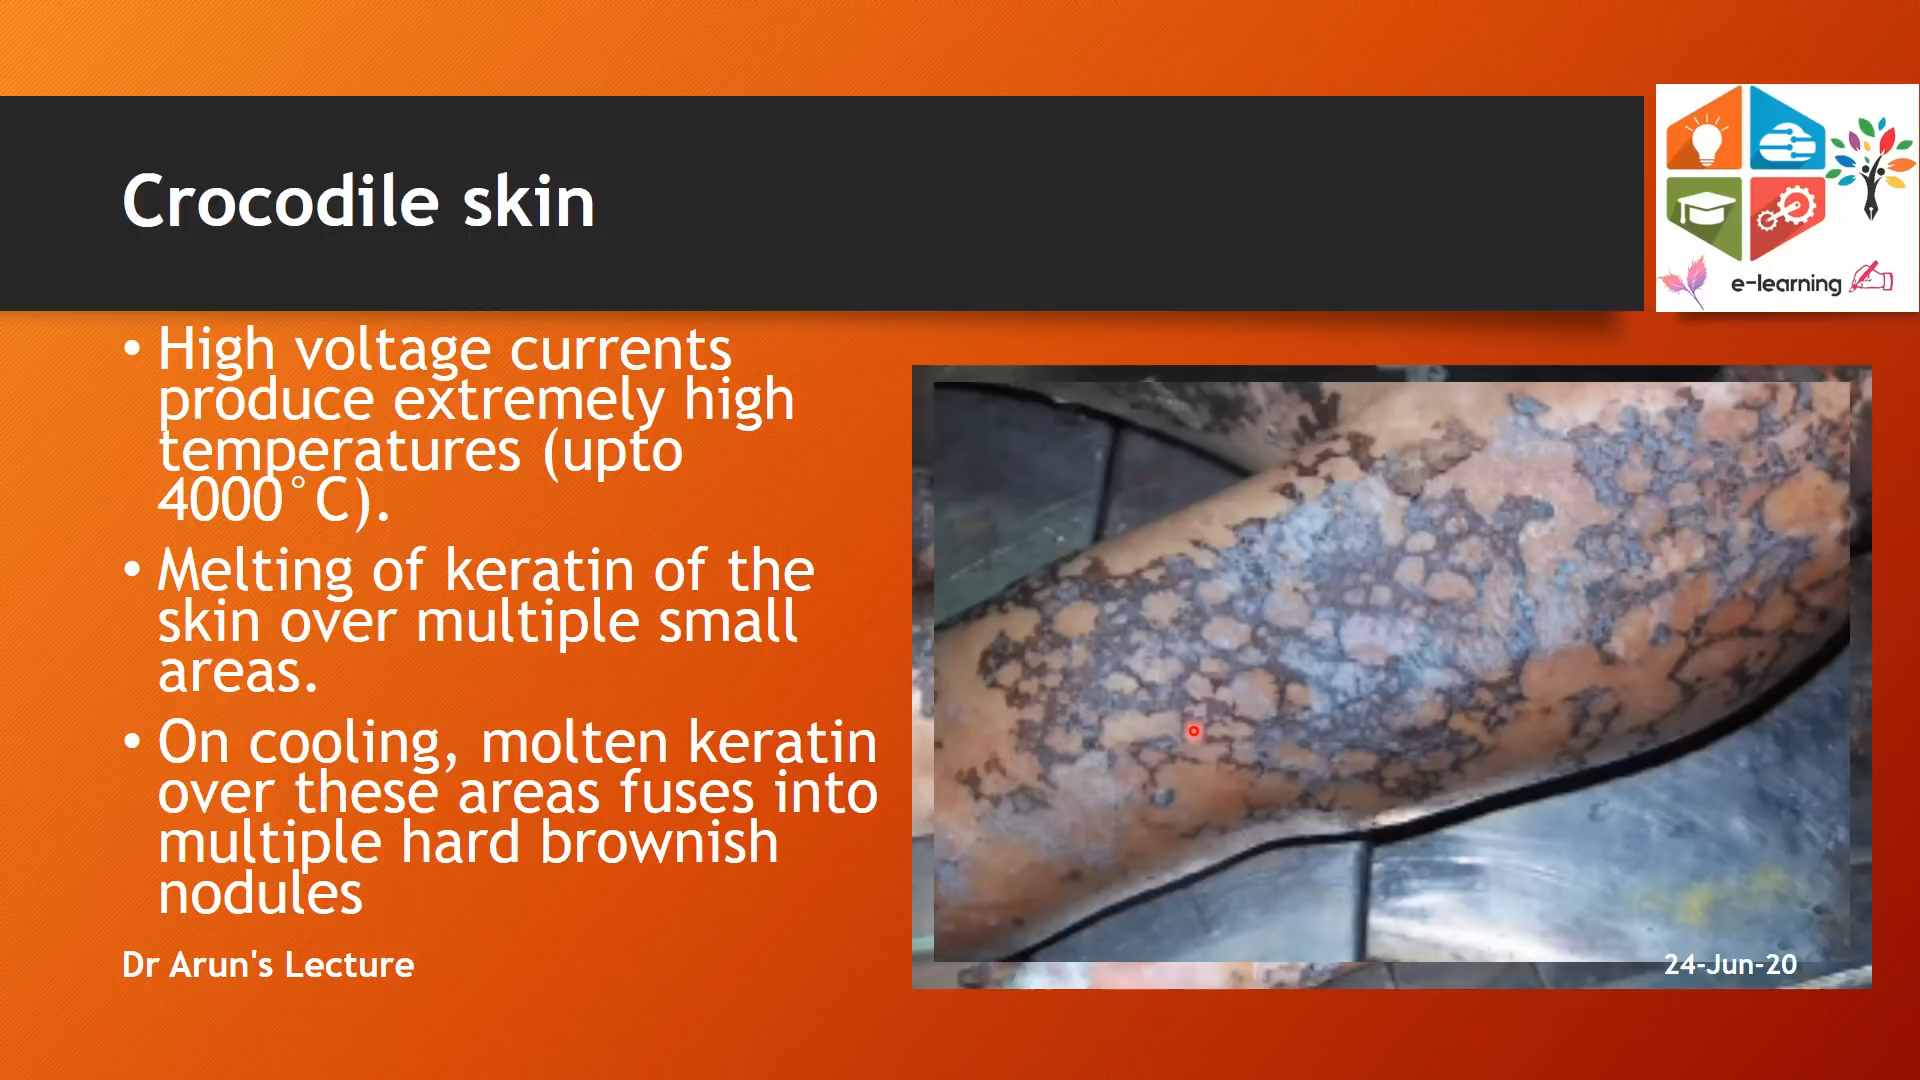 Crocodile skin
e-learning
• High voltage currents
produce extremely high
temperatures (upto
4000°C).
• Melting of keratin of the
skin over multiple small
areas.
• On cooling, molten keratin
over these areas fuses into
multiple hard brownish
nodules
Dr Arun's Lecture
24-Jun-20